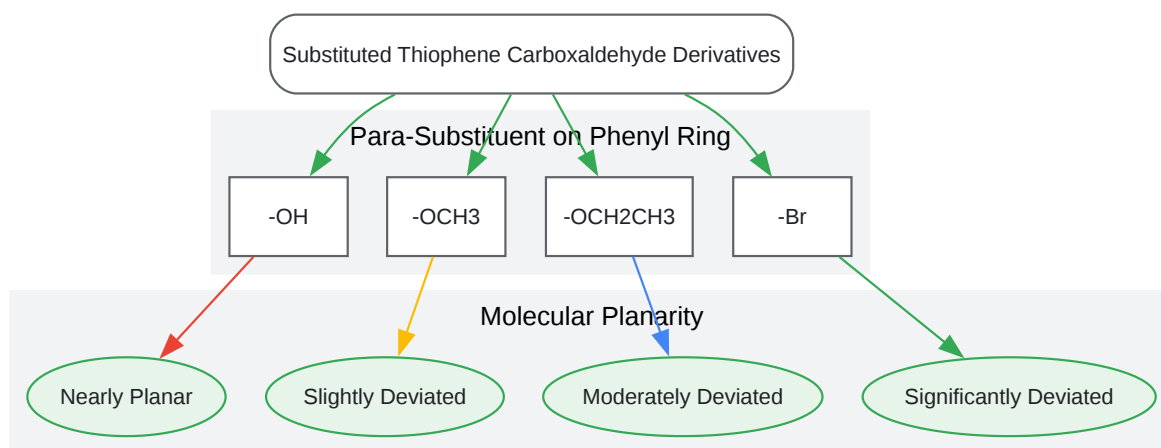 Substituted Thiophene Carboxaldehyde Derivatives
Para-Substituent on Phenyl Ring
-OH
-OCH3
-OCH2CH3
-Br
Molecular Planarity
Nearly Planar
Slightly Deviated
Moderately Deviated
Significantly Deviated